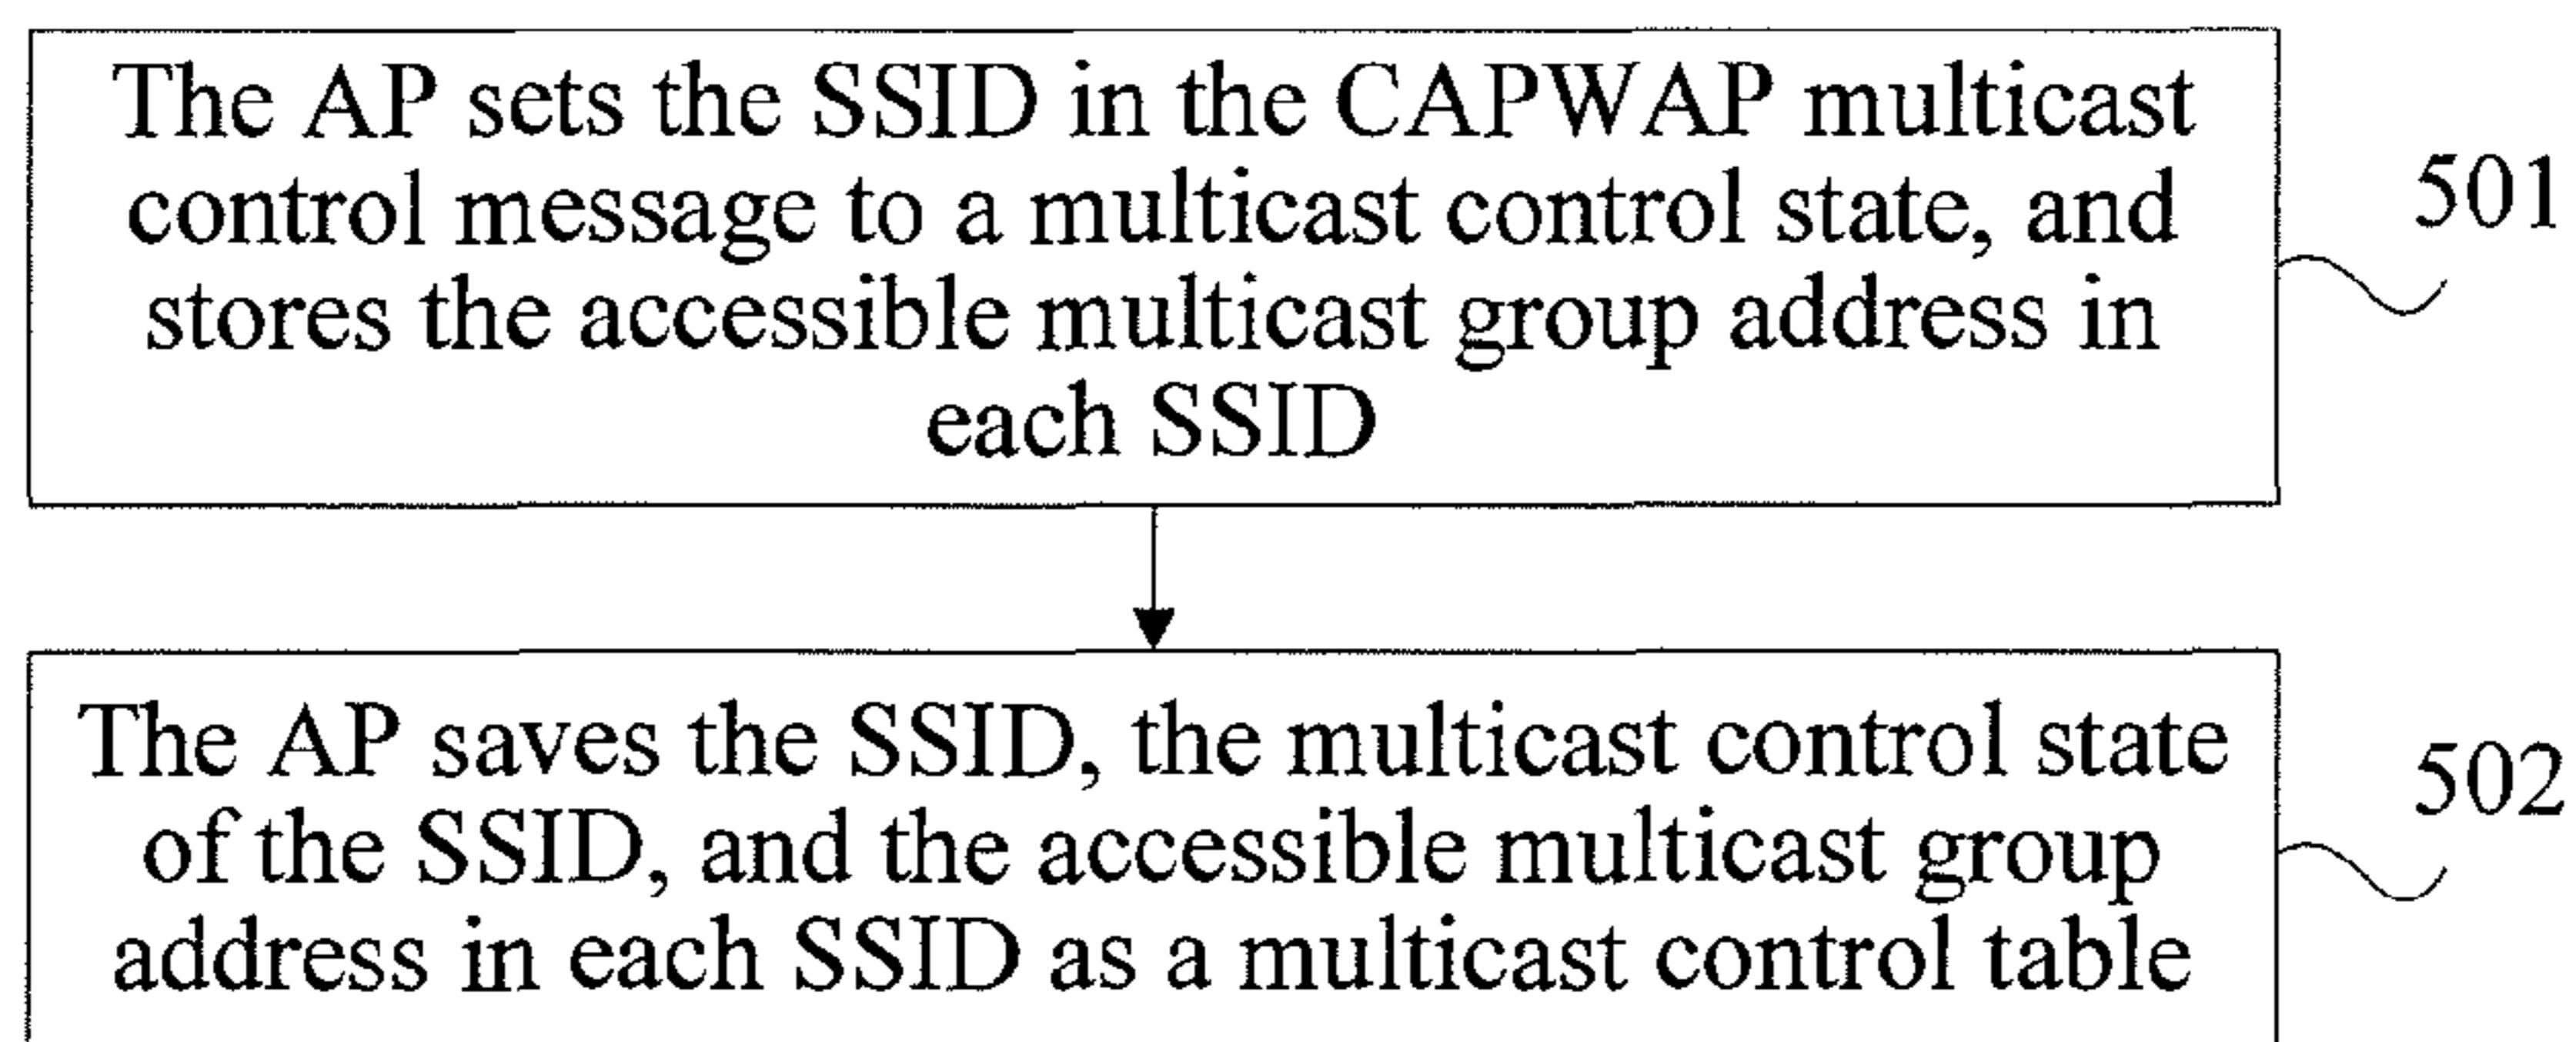 The AP sets the SSID in the CAPWAP multicast
control message to a multicast control state, and
stores the accessible multicast group address in
each SSID
501
The AP saves the SSID, the multicast control state
of the SSID, and the accessible multicast group
address in each SSID as a multicast control table
502